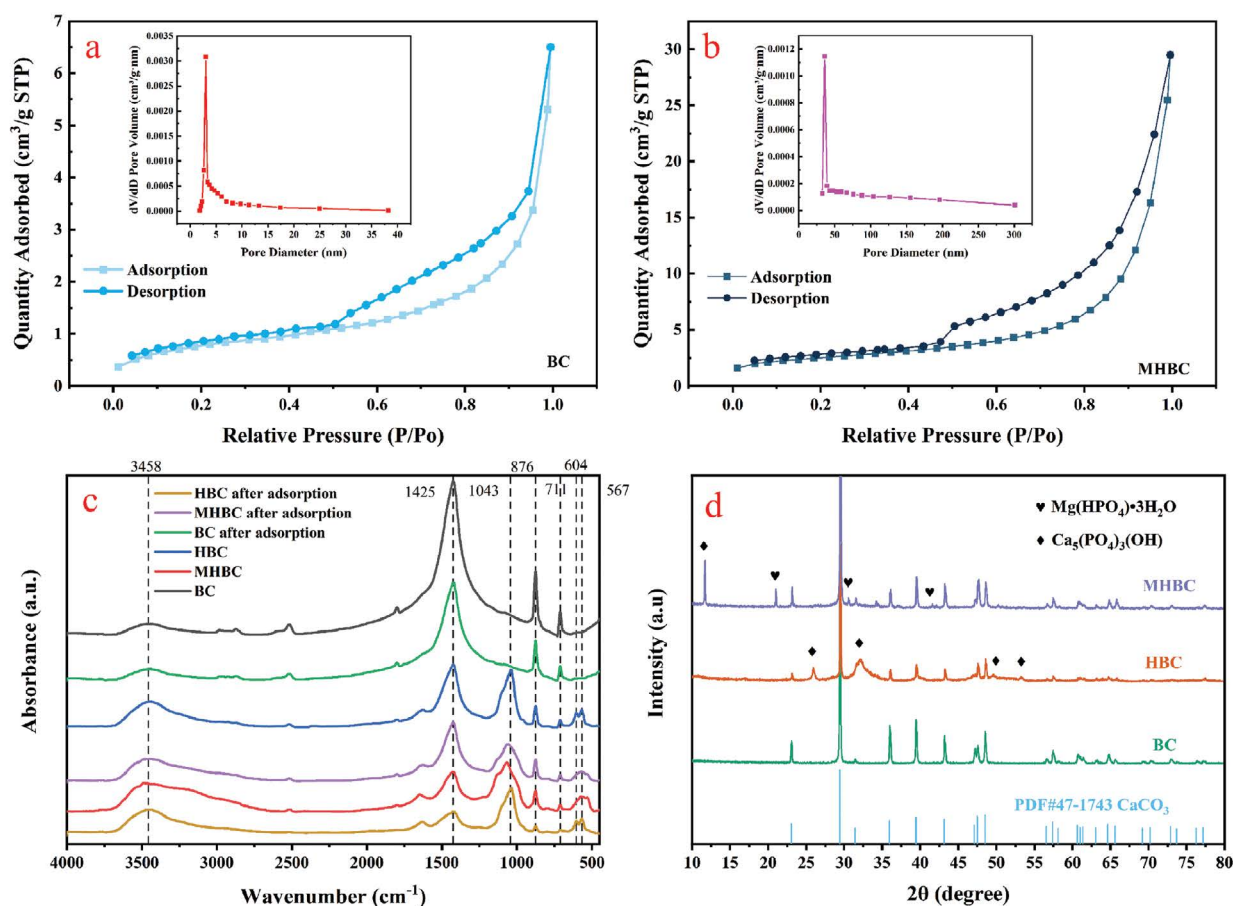 a
Quantity Adsorbed (cm³/g STP)
7
6
5
4
3
2
1
0
dV/dD Pore Volume (cm³/g·nm)
0.0035
0.0030
0.0025
0.0020
0.0015
0.0010
0.0005
0.0000
0 5 10 15 20 25 30 35 40
Pore Diameter (nm)
Adsorption
Desorption
BC
0.0 0.2 0.4 0.6 0.8 1.0
Relative Pressure (P/Po)
b
Quantity Adsorbed (cm³/g STP)
30
25
20
15
10
5
0
dV/dD Pore Volume (cm³/g·nm)
0.0012
0.0010
0.0008
0.0006
0.0004
0.0002
0.0000
0 50 100 150 200 250 300
Pore Diameter (nm)
Adsorption
Desorption
MHBC
0.0 0.2 0.4 0.6 0.8 1.0
Relative Pressure (P/Po)
c
Absorbance (a.u.)
3458 876 604
1425 1043 711 567
HBC after adsorption
MHBC after adsorption
BC after adsorption
HBC
MHBC
BC
4000 3500 3000 2500 2000 1500 1000 500
Wavenumber (cm⁻¹)
d
Intensity (a.u)
♥ Mg(HPO₄)•3H₂O
♦ Ca₅(PO₄)₃(OH)
MHBC
HBC
BC
PDF#47-1743 CaCO₃
10 15 20 25 30 35 40 45 50 55 60 65 70 75 80
2θ (degree)